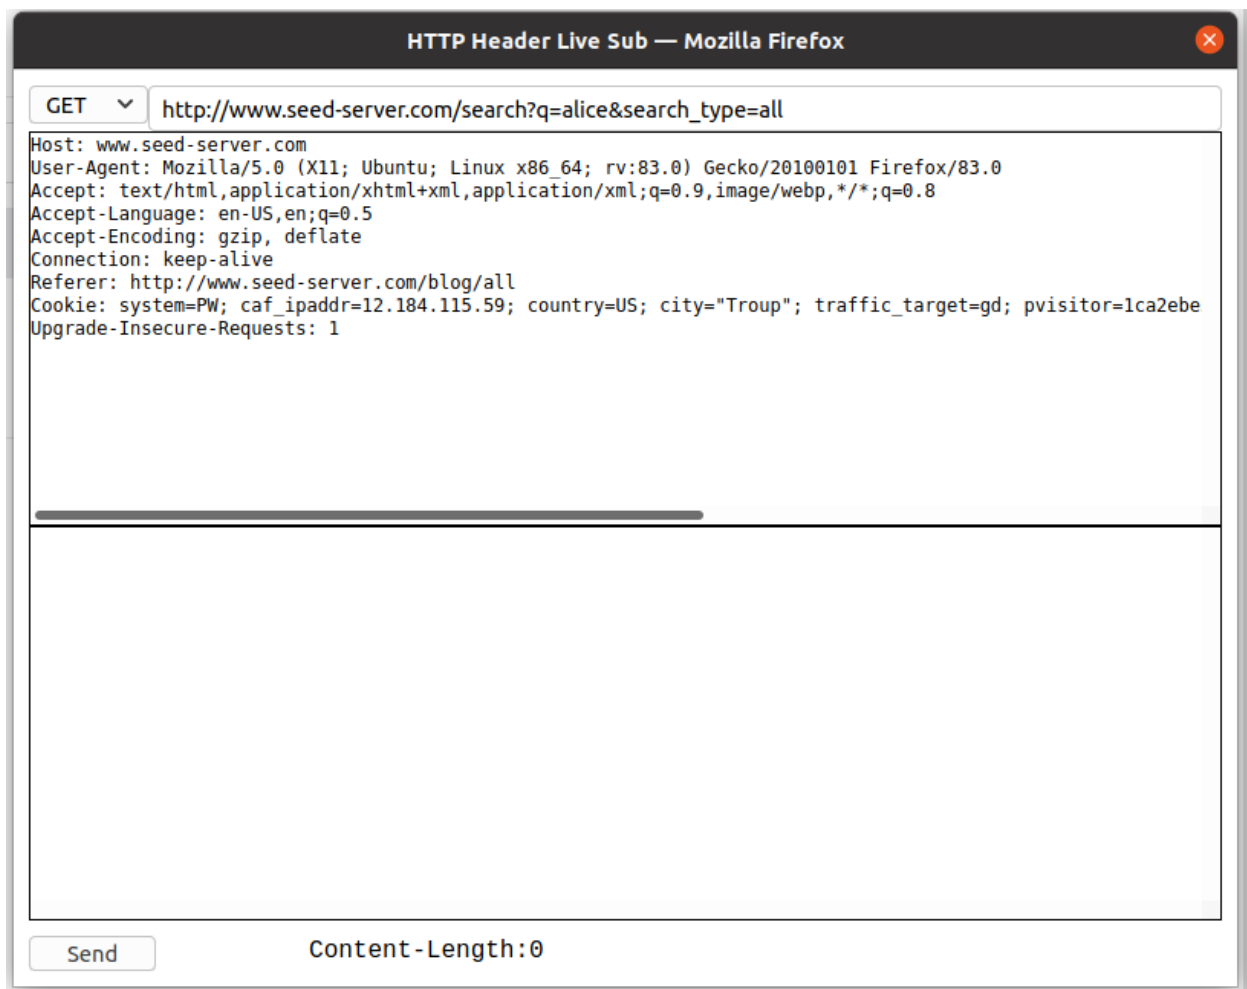 HTTP Header Live Sub — Mozilla Firefox
GET http://www.seed-server.com/search?q=alice&search_type=all
Host: www.seed-server.com
User-Agent: Mozilla/5.0 (X11; Ubuntu; Linux x86_64; rv:83.0) Gecko/20100101 Firefox/83.0
Accept: text/html,application/xhtml+xml,application/xml;q=0.9,image/webp,*/*;q=0.8
Accept-Language: en-US,en;q=0.5
Accept-Encoding: gzip, deflate
Connection: keep-alive
Referer: http://www.seed-server.com/blog/all
Cookie: system=PW; caf_ipaddr=12.184.115.59; country=US; city="Troup"; traffic_target=gd; pvisitor=1ca2ebe
Upgrade-Insecure-Requests: 1
Send Content-Length:0